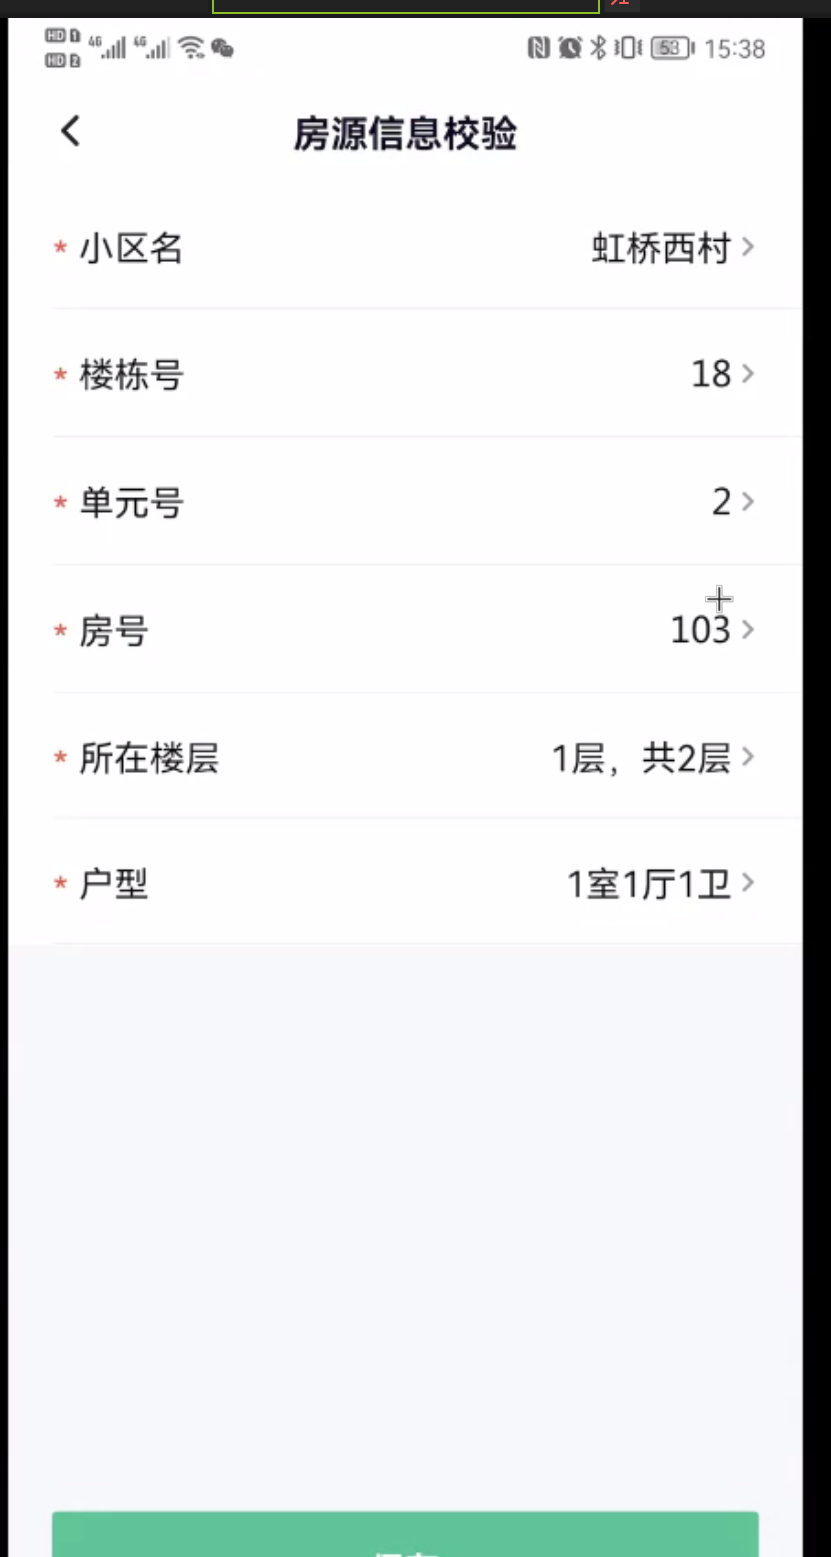 HD 1 4G 4G 53 15:38
HD 2
房源信息校验
* 小区名 虹桥西村
* 楼栋号 18
* 单元号 2
* 房号 103
* 所在楼层 1层，共2层
* 户型 1室1厅1卫